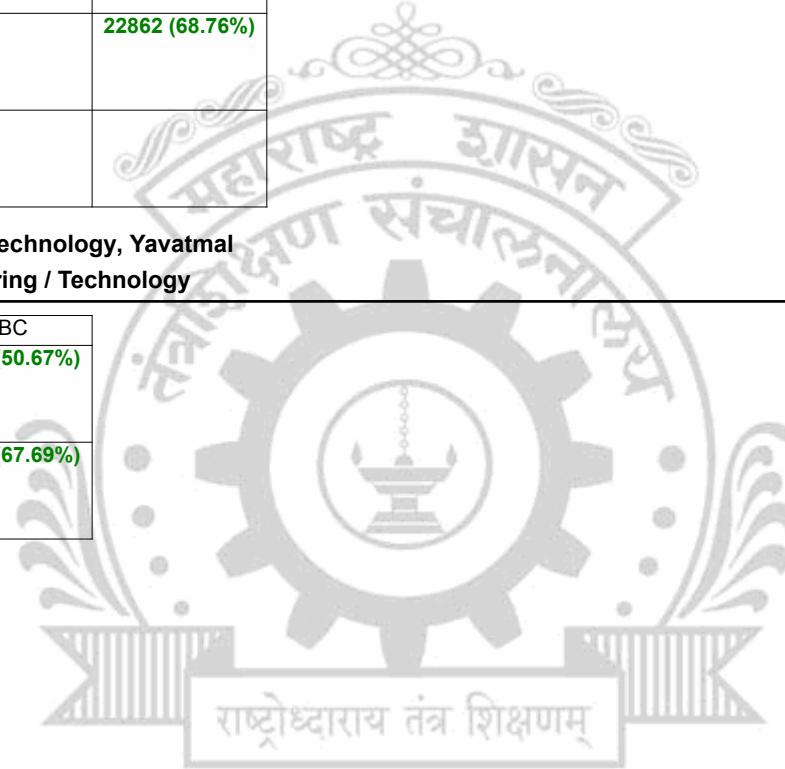 22862 (68.76%)
महाराष्ट्र शासन
तंत्रशिक्षण संचालनालय
echnology, Yavatmal
ring / Technology
BC
50.67%)
67.69%)
राष्ट्रोध्दाराय तंत्र शिक्षणम्